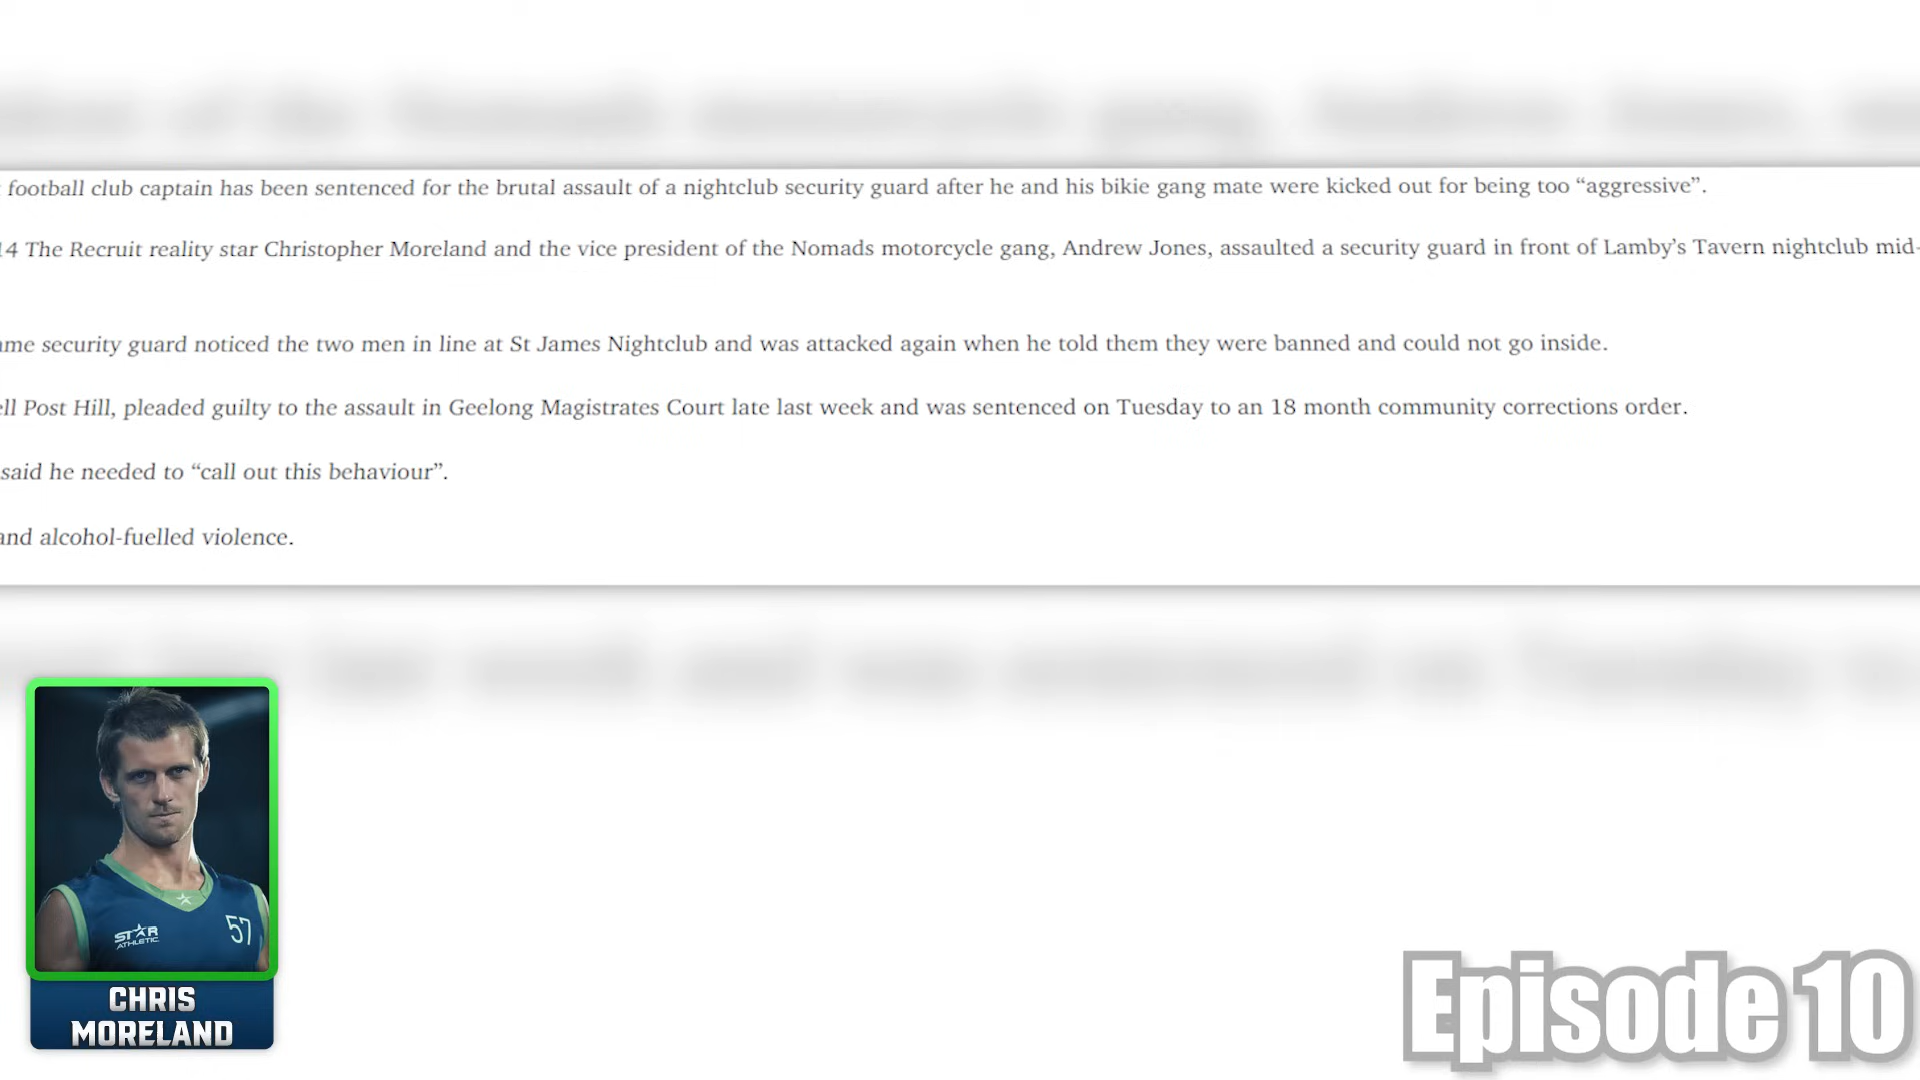 football club captain has been sentenced for the brutal assault of a nightclub security guard after he and his bikie gang mate were kicked out for being too “aggressive”.
14 The Recruit reality star Christopher Moreland and the vice president of the Nomads motorcycle gang, Andrew Jones, assaulted a security guard in front of Lamby’s Tavern nightclub mid-
ame security guard noticed the two men in line at St James Nightclub and was attacked again when he told them they were banned and could not go inside.
ell Post Hill, pleaded guilty to the assault in Geelong Magistrates Court late last week and was sentenced on Tuesday to an 18 month community corrections order.
said he needed to “call out this behaviour”.
and alcohol-fuelled violence.
STAR
ATHLETIC
57
CHRIS
MORELAND
Episode 10